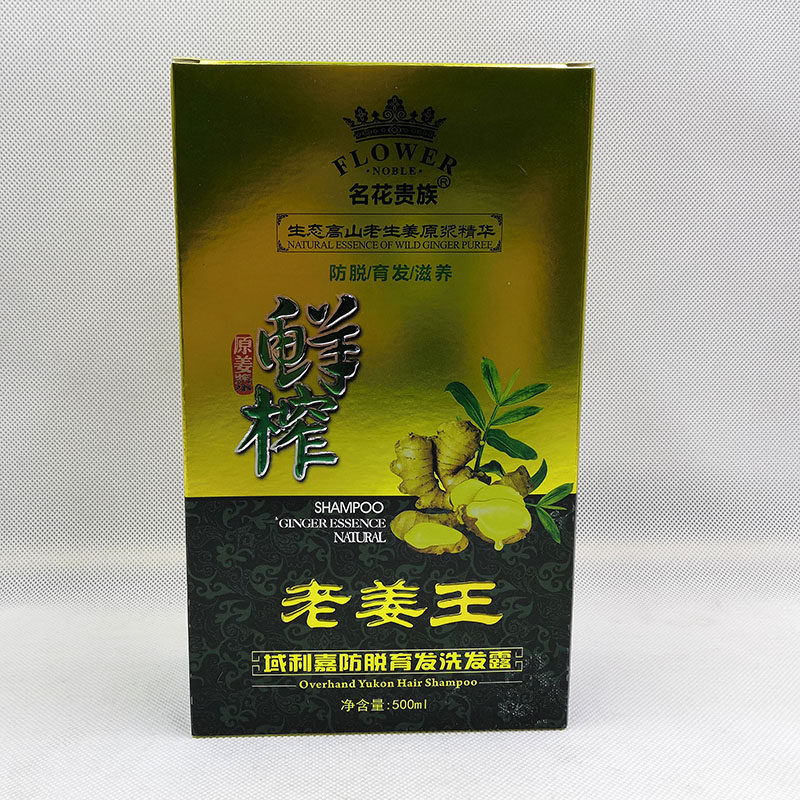 FLOWER
·NOBLE·
名花贵族®
生态高山老生姜原浆精华
NATURAL ESSENCE OF WILD GINGER PUREE
防脱/育发/滋养
鲜榨
SHAMPOO
*GINGER ESSENCE
NATURAL
老姜王
域利嘉防脱育发洗发露
Overhand Yukon Hair Shampoo
净含量:500ml